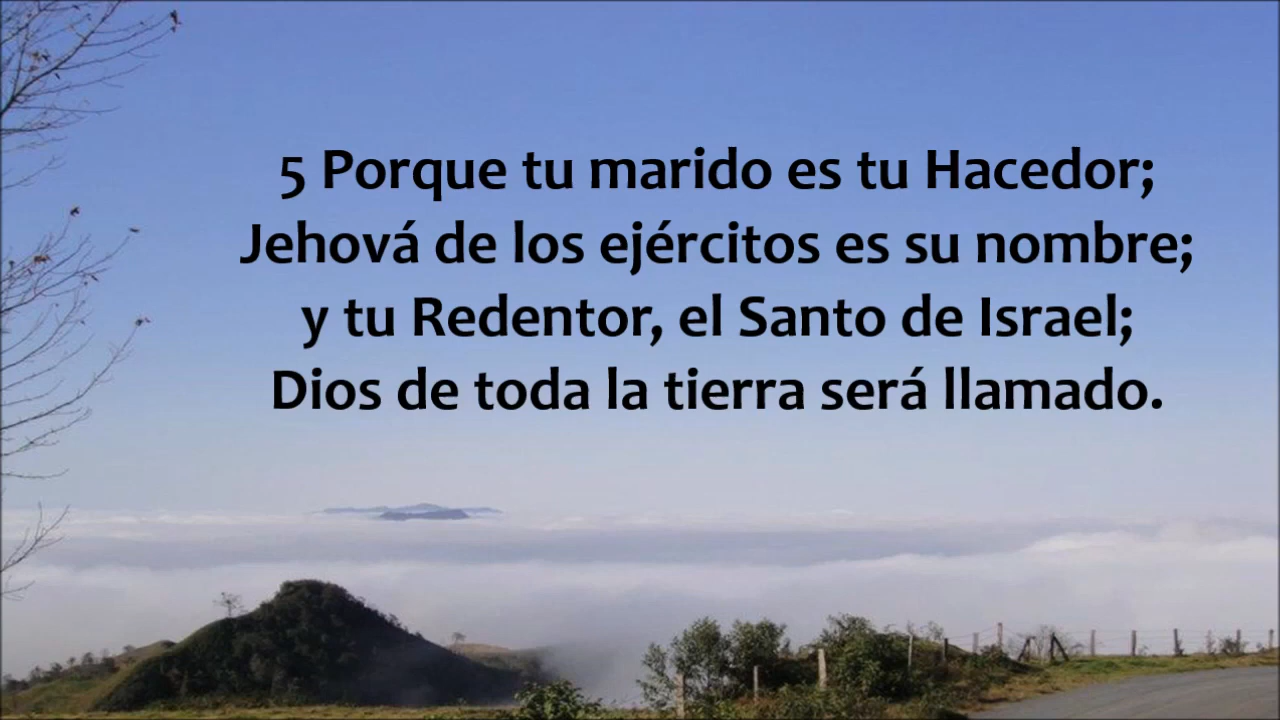 5 Porque tu marido es tu Hacedor;
Jehová de los ejércitos es su nombre;
y tu Redentor, el Santo de Israel;
Dios de toda la tierra será llamado.